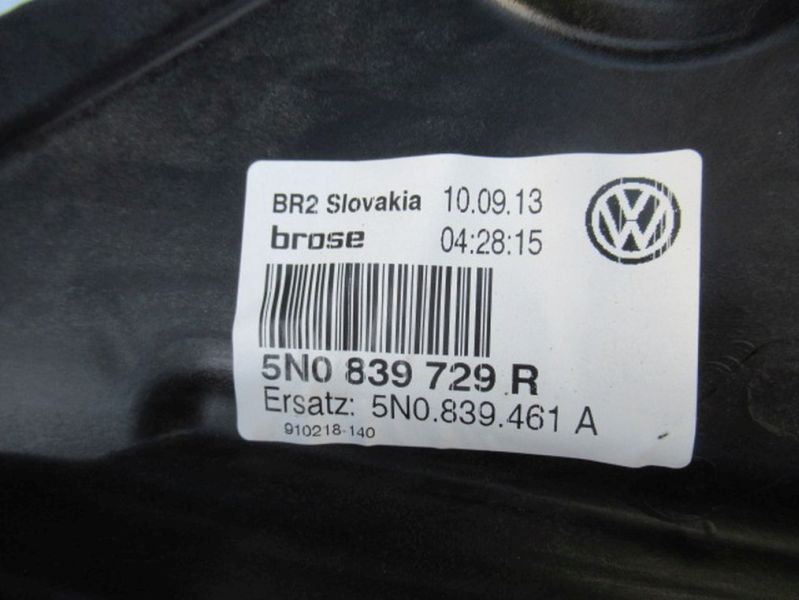 BR2 Slovakia 10.09.13
brose 04:28:15
5N0 839 729 R
Ersatz: 5N0.839.461 A
910218-140